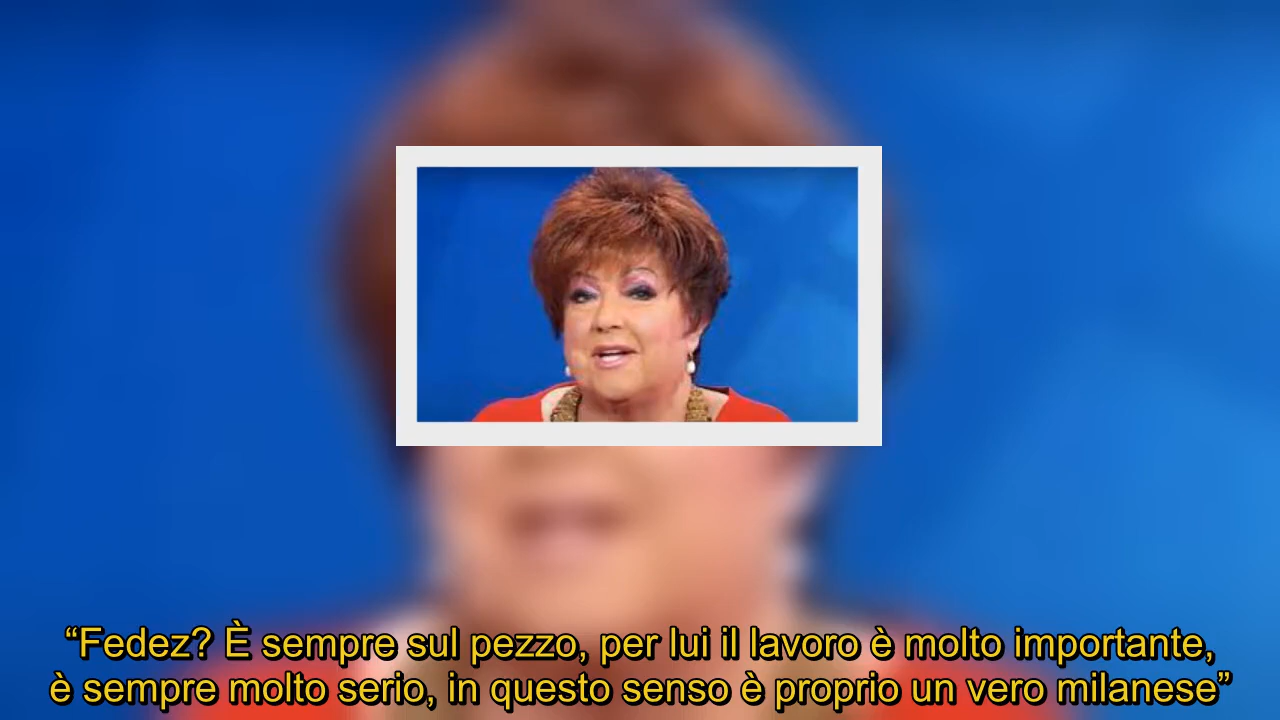 “Fedez? È sempre sul pezzo, per lui il lavoro è molto importante,
è sempre molto serio, in questo senso è proprio un vero milanese”